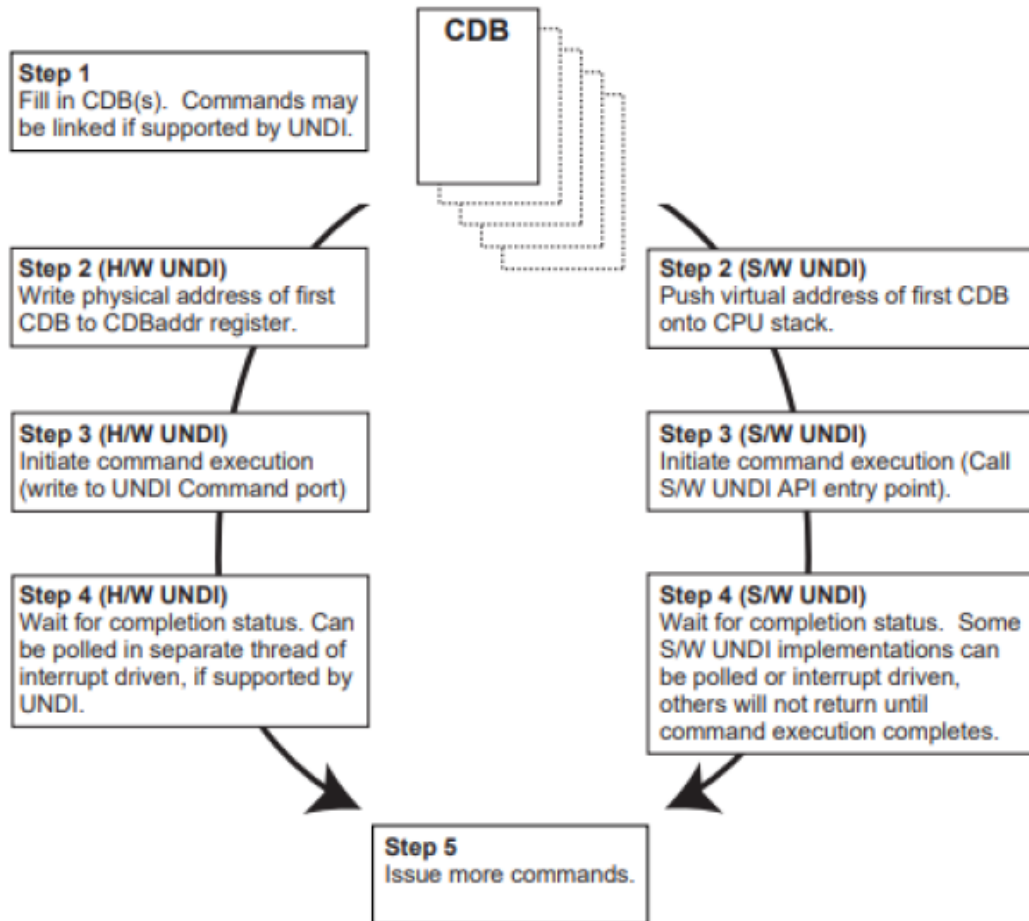 CDB
Step 1
Fill in CDB(s). Commands may
be linked if supported by UNDI.
Step 2 (H/W UNDI)
Write physical address of first
CDB to CDBaddr register.
Step 3 (H/W UNDI)
Initiate command execution
(write to UNDI Command port)
Step 4 (H/W UNDI)
Wait for completion status. Can
be polled in separate thread of
interrupt driven, if supported by
UNDI.
Step 2 (S/W UNDI)
Push virtual address of first CDB
onto CPU stack.
Step 3 (S/W UNDI)
Initiate command execution (Call
S/W UNDI API entry point).
Step 4 (S/W UNDI)
Wait for completion status. Some
S/W UNDI implementations can
be polled or interrupt driven,
others will not return until
command execution completes.
Step 5
Issue more commands.